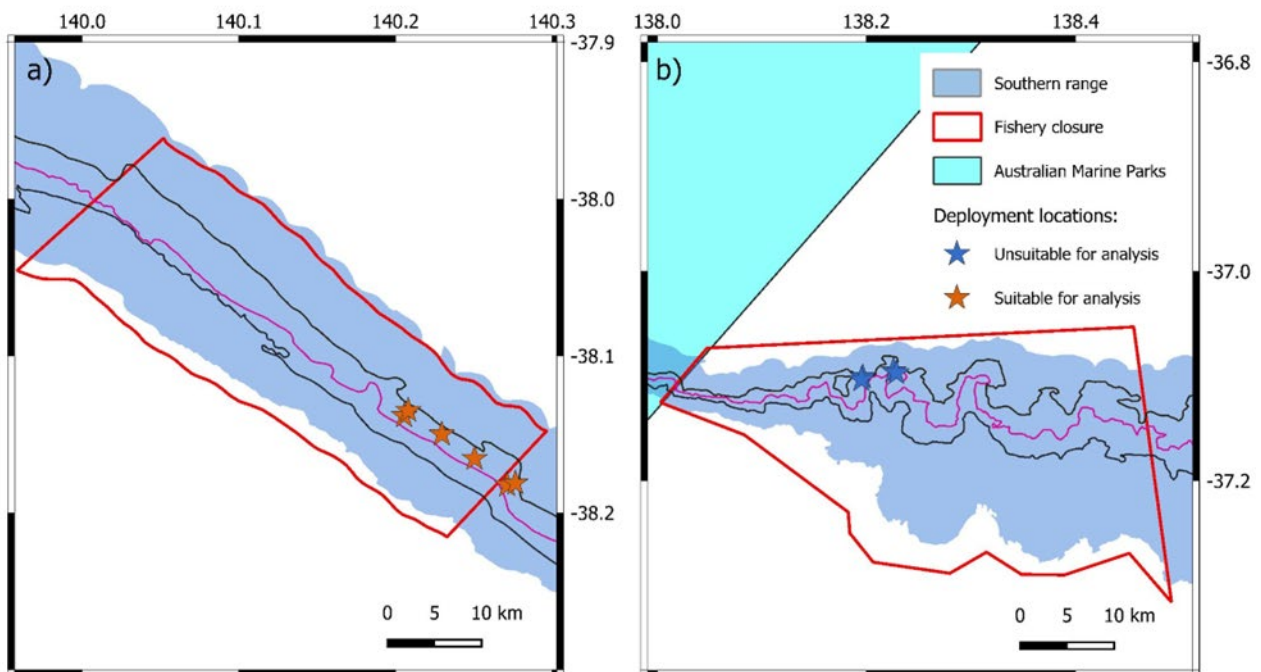 140.0 140.1 140.2 140.3
138.0 138.2 138.4
a)
-37.9
-38.0
-38.1
-38.2
0 5 10 km
b)
-36.8
-37.0
-37.2
Southern range
Fishery closure
Australian Marine Parks
Deployment locations:
Unsuitable for analysis
Suitable for analysis
0 5 10 km